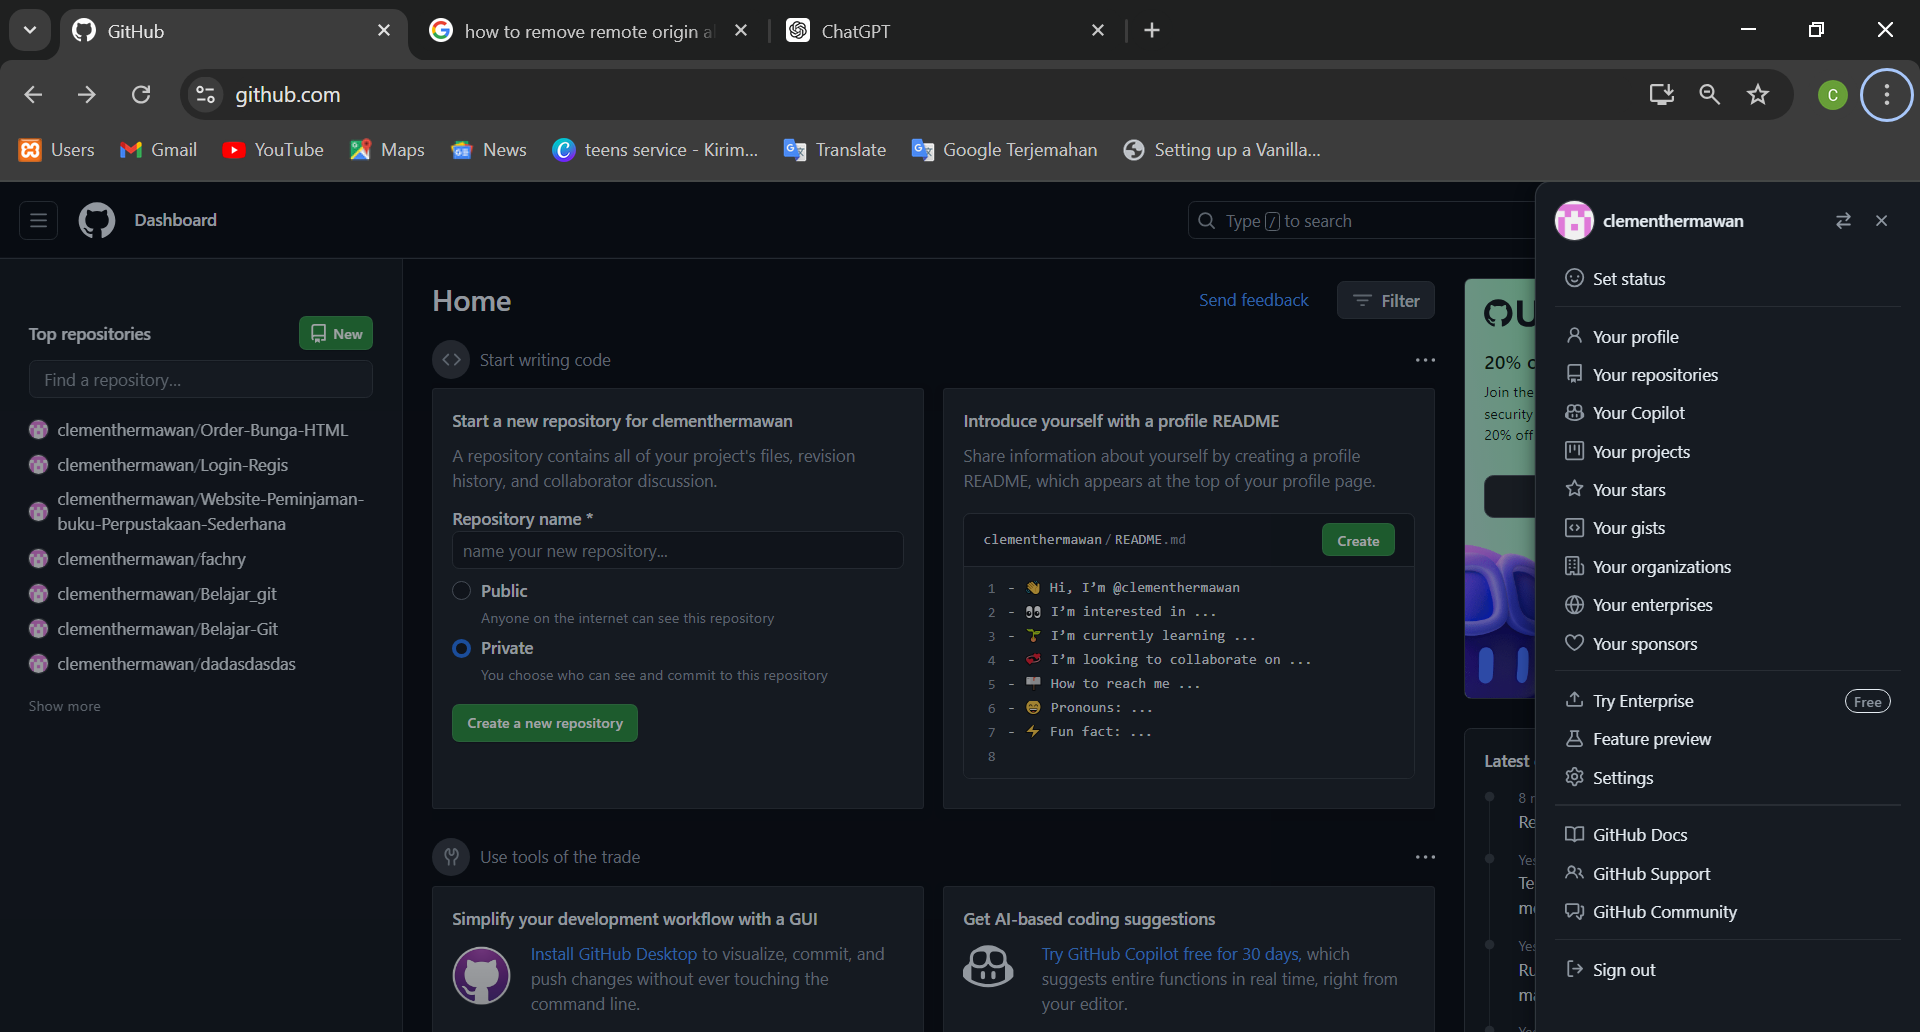 GitHub
how to remove remote origin a
ChatGPT
github.com
C
Users
Gmail
YouTube
Maps
News
teens service - Kirim...
Translate
Google Terjemahan
Setting up a Vanilla...
Dashboard
Type / to search
Top repositories
New
Find a repository...
clementhermawan/Order-Bunga-HTML
clementhermawan/Login-Regis
clementhermawan/Website-Peminjaman-
buku-Perpustakaan-Sederhana
clementhermawan/fachry
clementhermawan/Belajar_git
clementhermawan/Belajar-Git
clementhermawan/dadasdasdas
Show more
Home
Send feedback
Filter
Start writing code
Start a new repository for clementhermawan
A repository contains all of your project's files, revision
history, and collaborator discussion.
Repository name *
name your new repository...
Public
Anyone on the internet can see this repository
Private
You choose who can see and commit to this repository
Create a new repository
Introduce yourself with a profile README
Share information about yourself by creating a profile
README, which appears at the top of your profile page.
clementhermawan / README.md
Create
1 - 👋 Hi, I’m @clementhermawan
2 - 👀 I’m interested in ...
3 - 🌱 I’m currently learning ...
4 - 💞️ I’m looking to collaborate on ...
5 - 📫 How to reach me ...
6 - 😄 Pronouns: ...
7 - ⚡ Fun fact: ...
8
Use tools of the trade
Simplify your development workflow with a GUI
Install GitHub Desktop to visualize, commit, and
push changes without ever touching the
command line.
Get AI-based coding suggestions
Try GitHub Copilot free for 30 days, which
suggests entire functions in real time, right from
your editor.
U
20%
Join the
security
20% off
Latest
8
Re
Yes
Te
Yes
Ru
clementhermawan
Set status
Your profile
Your repositories
Your Copilot
Your projects
Your stars
Your gists
Your organizations
Your enterprises
Your sponsors
Try Enterprise
Free
Feature preview
Settings
GitHub Docs
GitHub Support
GitHub Community
Sign out